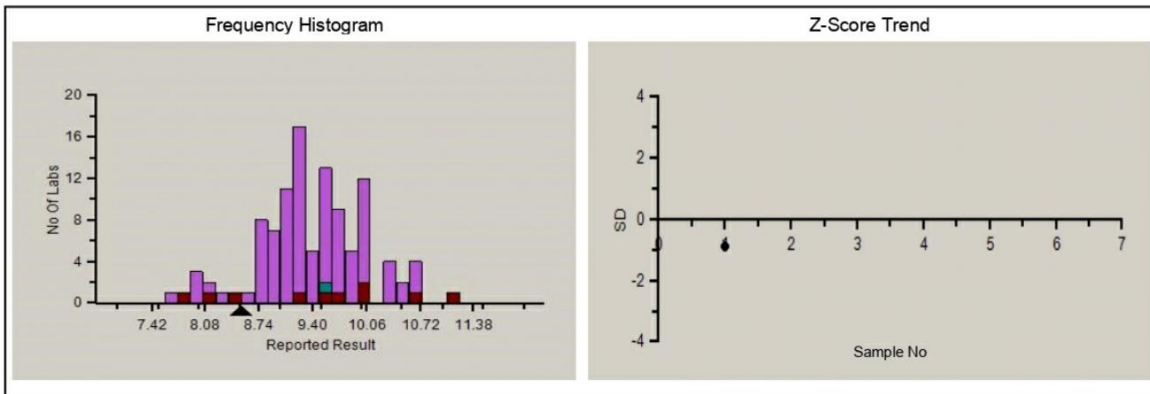 Frequency Histogram
20
16
12
8
4
0
No Of Labs
7.42 8.08 8.74 9.40 10.06 10.72 11.38
Reported Result
Z-Score Trend
4
2
0
-2
-4
SD
0 1 2 3 4 5 6 7
Sample No